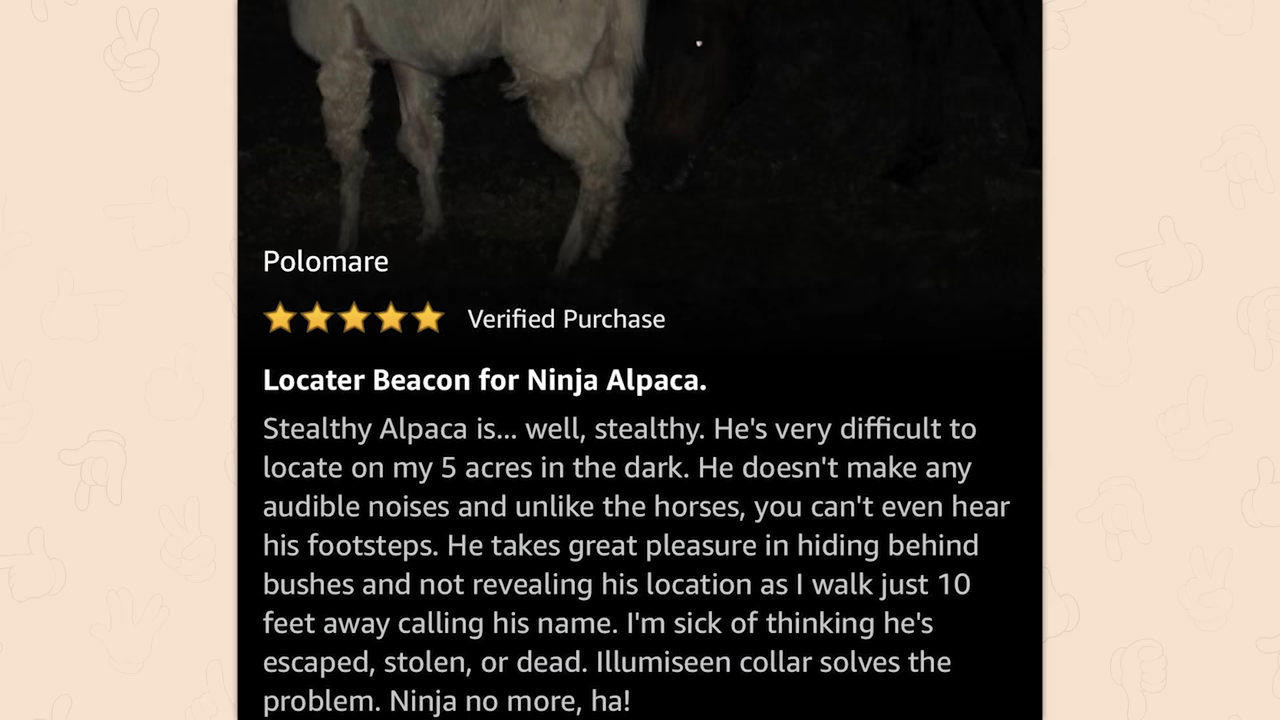 Polomare
Verified Purchase
Locater Beacon for Ninja Alpaca.
Stealthy Alpaca is... well, stealthy. He's very difficult to
locate on my 5 acres in the dark. He doesn't make any
audible noises and unlike the horses, you can't even hear
his footsteps. He takes great pleasure in hiding behind
bushes and not revealing his location as I walk just 10
feet away calling his name. I'm sick of thinking he's
escaped, stolen, or dead. Illumiseen collar solves the
problem. Ninja no more, ha!